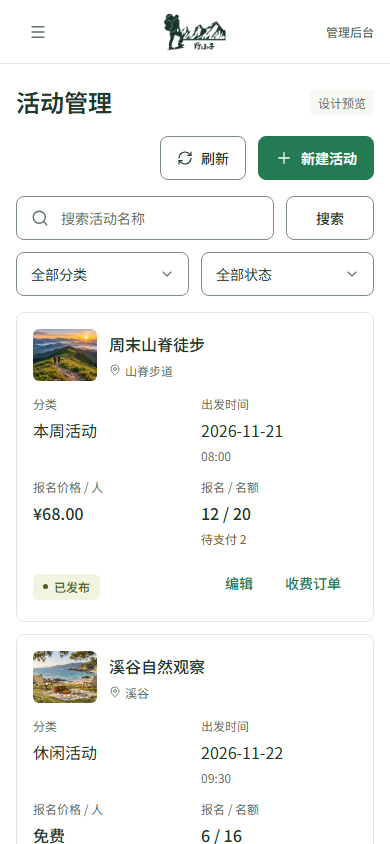 野小子
管理后台
活动管理
设计预览
刷新
新建活动
搜索活动名称
搜索
全部分类
全部状态
周末山脊徒步
山脊步道
分类
出发时间
本周活动
2026-11-21
08:00
报名价格 / 人
报名 / 名额
¥68.00
12 / 20
待支付 2
已发布
编辑
收费订单
溪谷自然观察
溪谷
分类
出发时间
休闲活动
2026-11-22
09:30
报名价格 / 人
报名 / 名额
免费
6 / 16